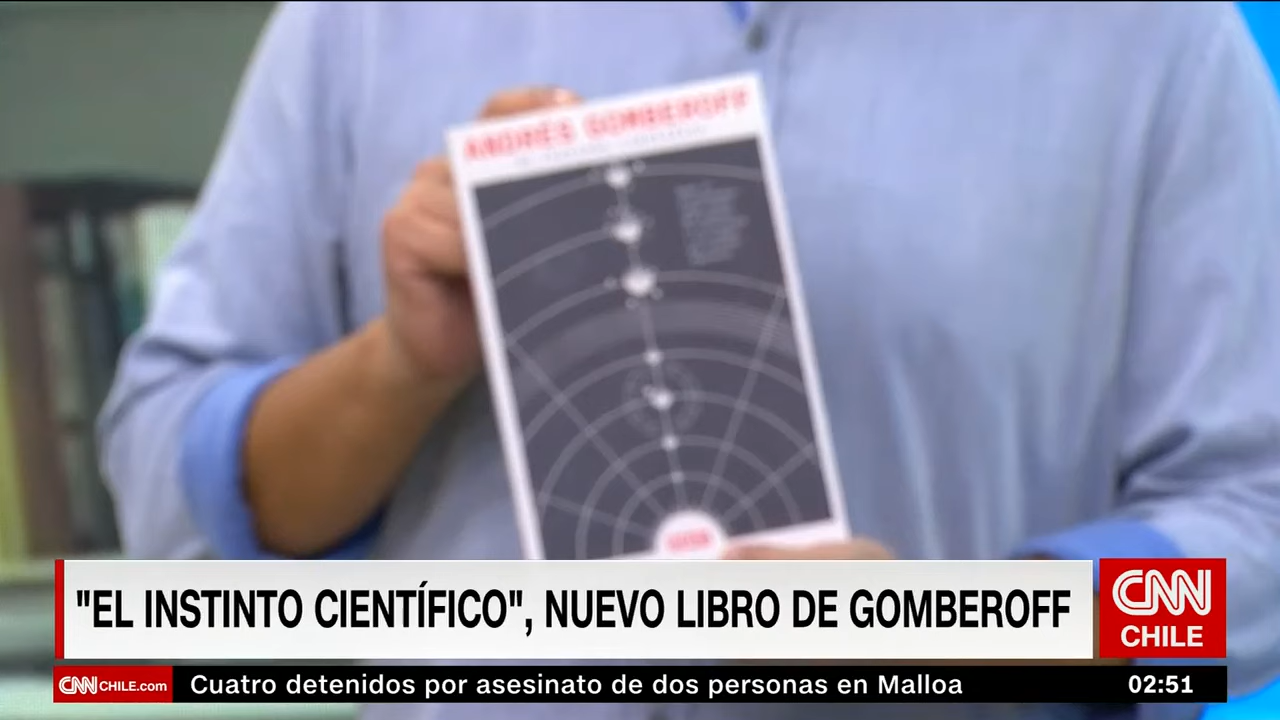 ANDRÉS GOMBEROFF
"EL INSTINTO CIENTÍFICO", NUEVO LIBRO DE GOMBEROFF
CNN
CHILE
CNNCHILE.com
Cuatro detenidos por asesinato de dos personas en Malloa
02:51